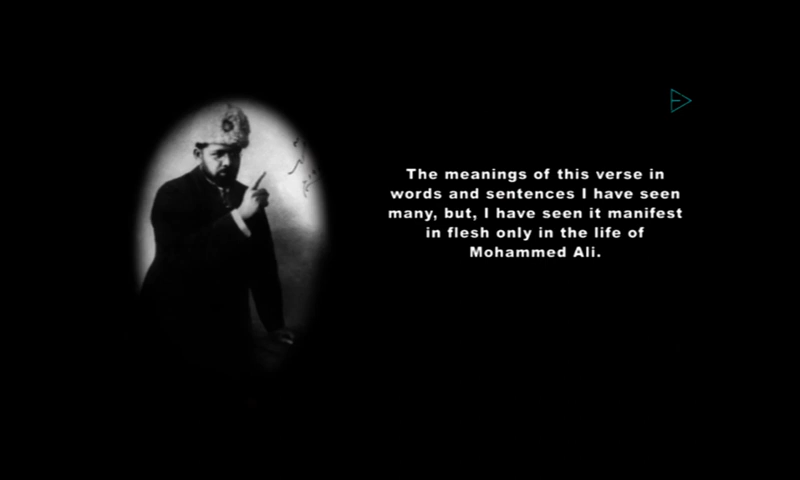 The meanings of this verse in
words and sentences I have seen
many, but, I have seen it manifest
in flesh only in the life of
Mohammed Ali.